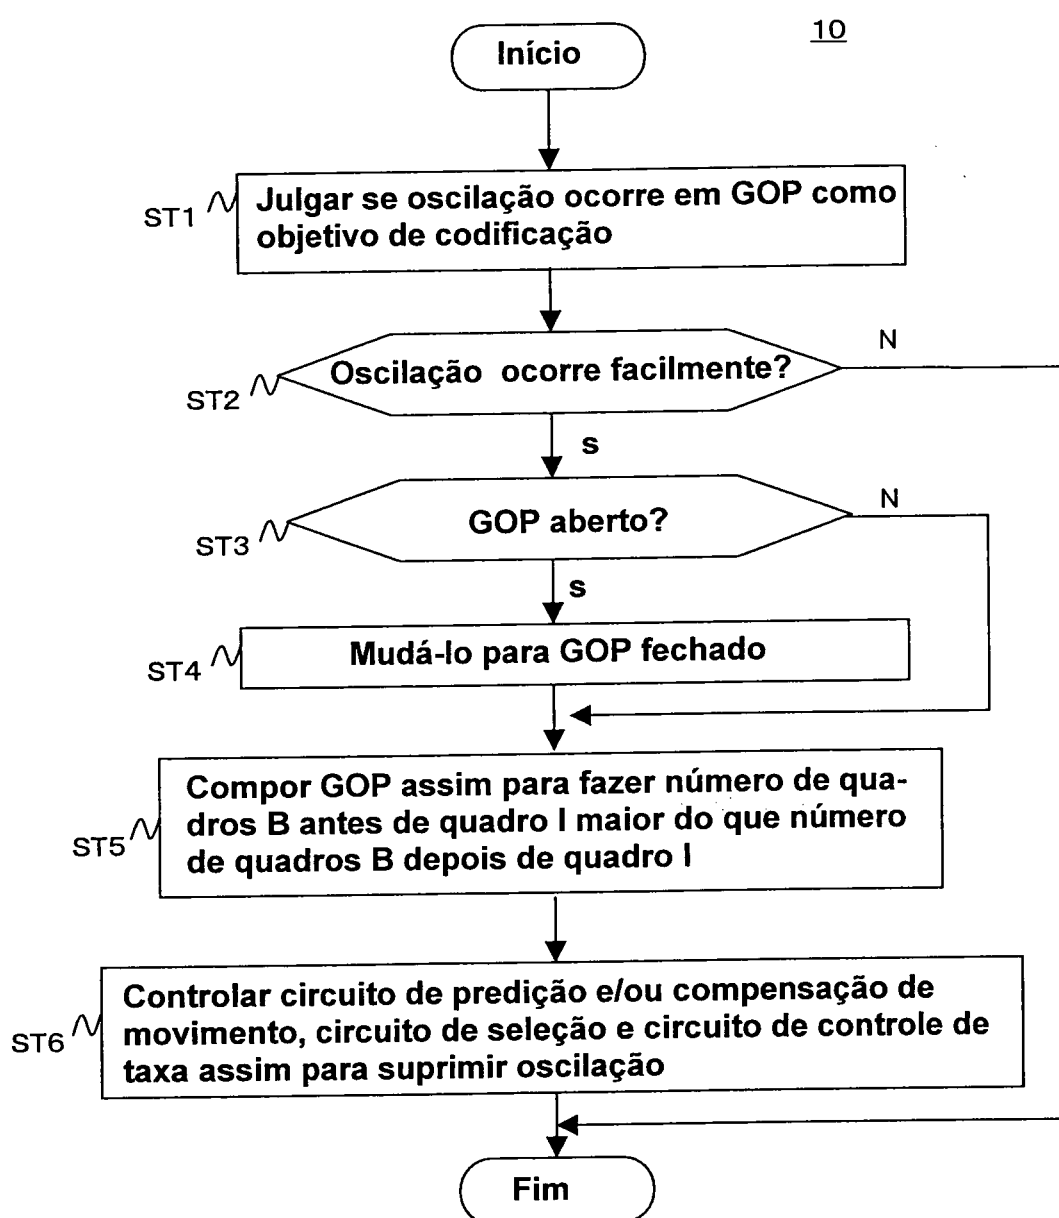 10
Início
ST1
Julgar se oscilação ocorre em GOP como
objetivo de codificação
ST2
Oscilação ocorre facilmente?
N
s
ST3
GOP aberto?
N
s
ST4
Mudá-lo para GOP fechado
ST5
Compor GOP assim para fazer número de qua-
dros B antes de quadro I maior do que número
de quadros B depois de quadro I
ST6
Controlar circuito de predição e/ou compensação de
movimento, circuito de seleção e circuito de controle de
taxa assim para suprimir oscilação
Fim